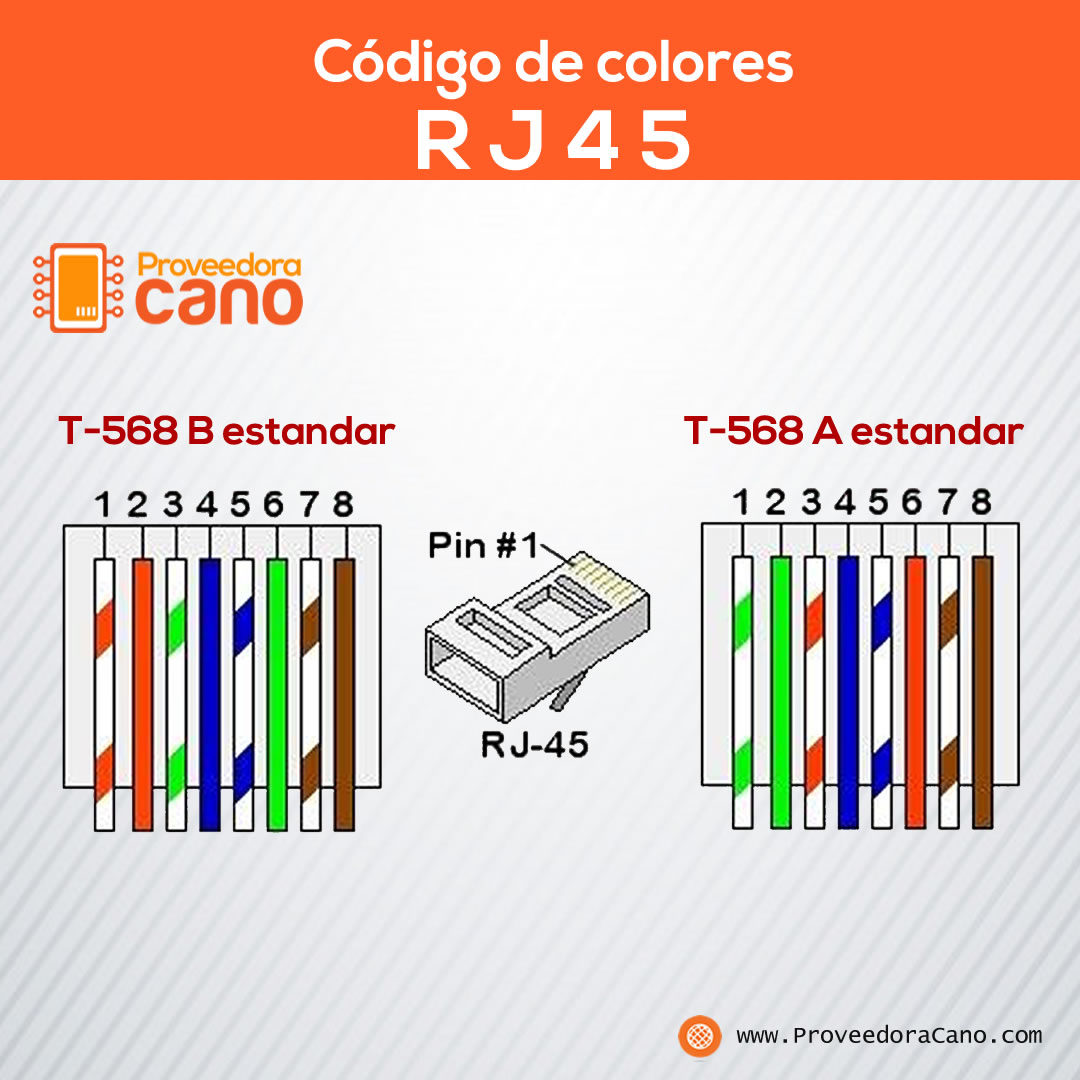 Código de colores
RJ45
Proveedora
cano
T-568 B estandar
1 2 3 4 5 6 7 8
Pin #1
RJ-45
T-568 A estandar
1 2 3 4 5 6 7 8
www.ProveedoraCano.com